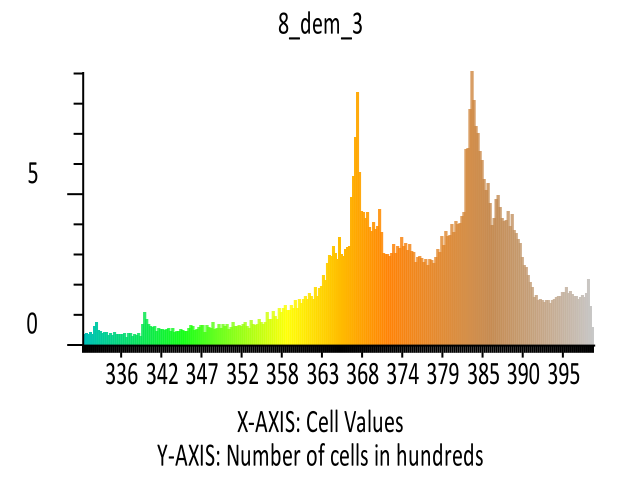 8_dem_3
5
0
336 342 347 352 358 363 368 374 379 385 390 395
X-AXIS: Cell Values
Y-AXIS: Number of cells in hundreds